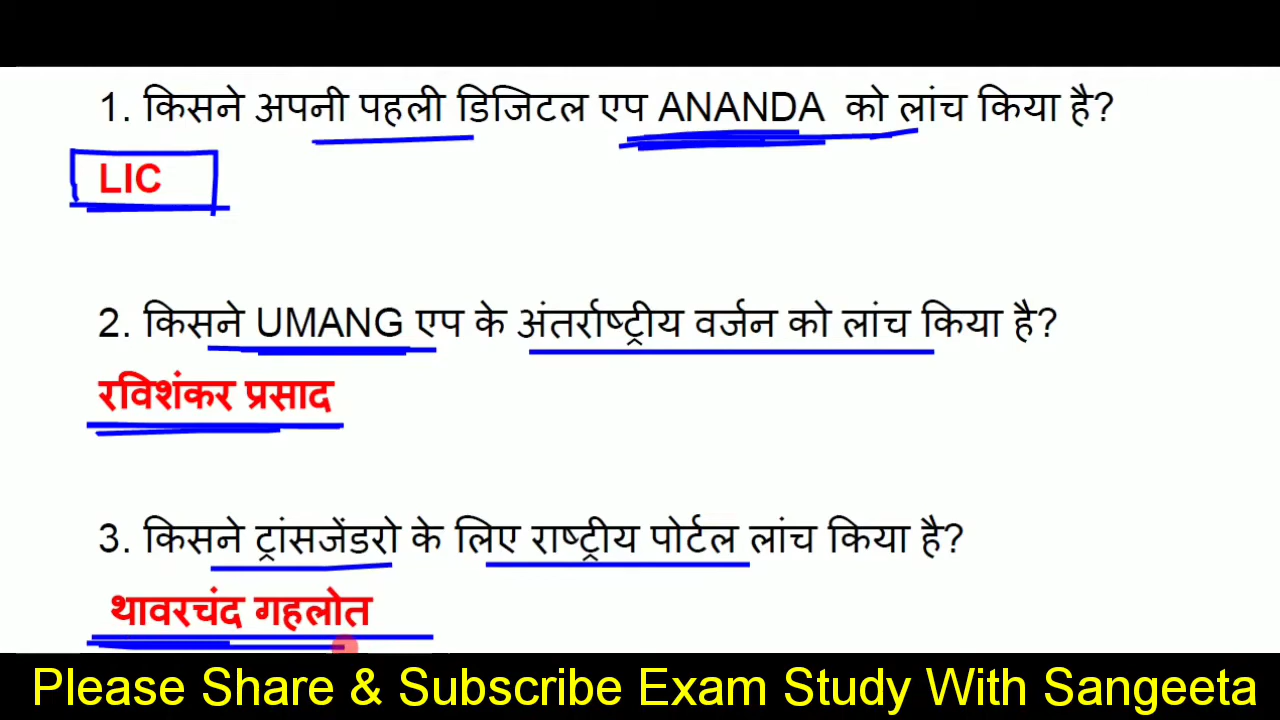 1. किसने अपनी पहली डिजिटल एप ANANDA को लांच किया है?
LIC
2. किसने UMANG एप के अंतर्राष्ट्रीय वर्जन को लांच किया है?
रविशंकर प्रसाद
3. किसने ट्रांसजेंडरो के लिए राष्ट्रीय पोर्टल लांच किया है?
थावरचंद गहलोत
Please Share & Subscribe Exam Study With Sangeeta